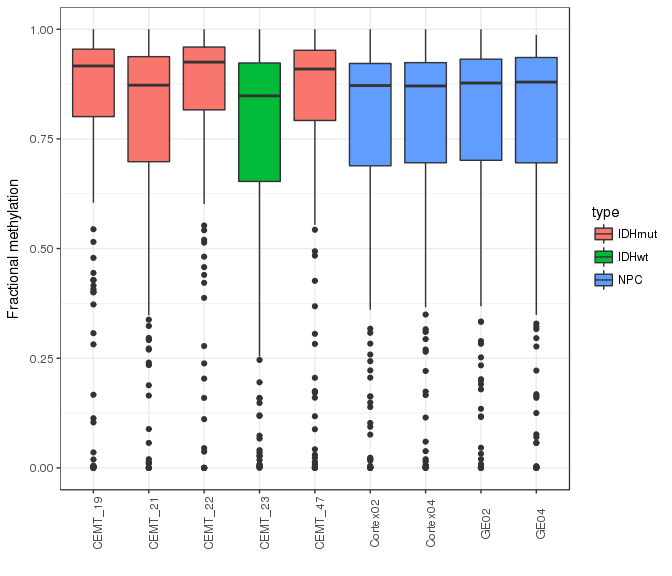 1.00
0.75
0.50
0.25
0.00
Fractional methylation
CEMT_19
CEMT_21
CEMT_22
CEMT_23
CEMT_47
Cortex02
Cortex04
GE02
GE04
type
IDHmut
IDHwt
NPC